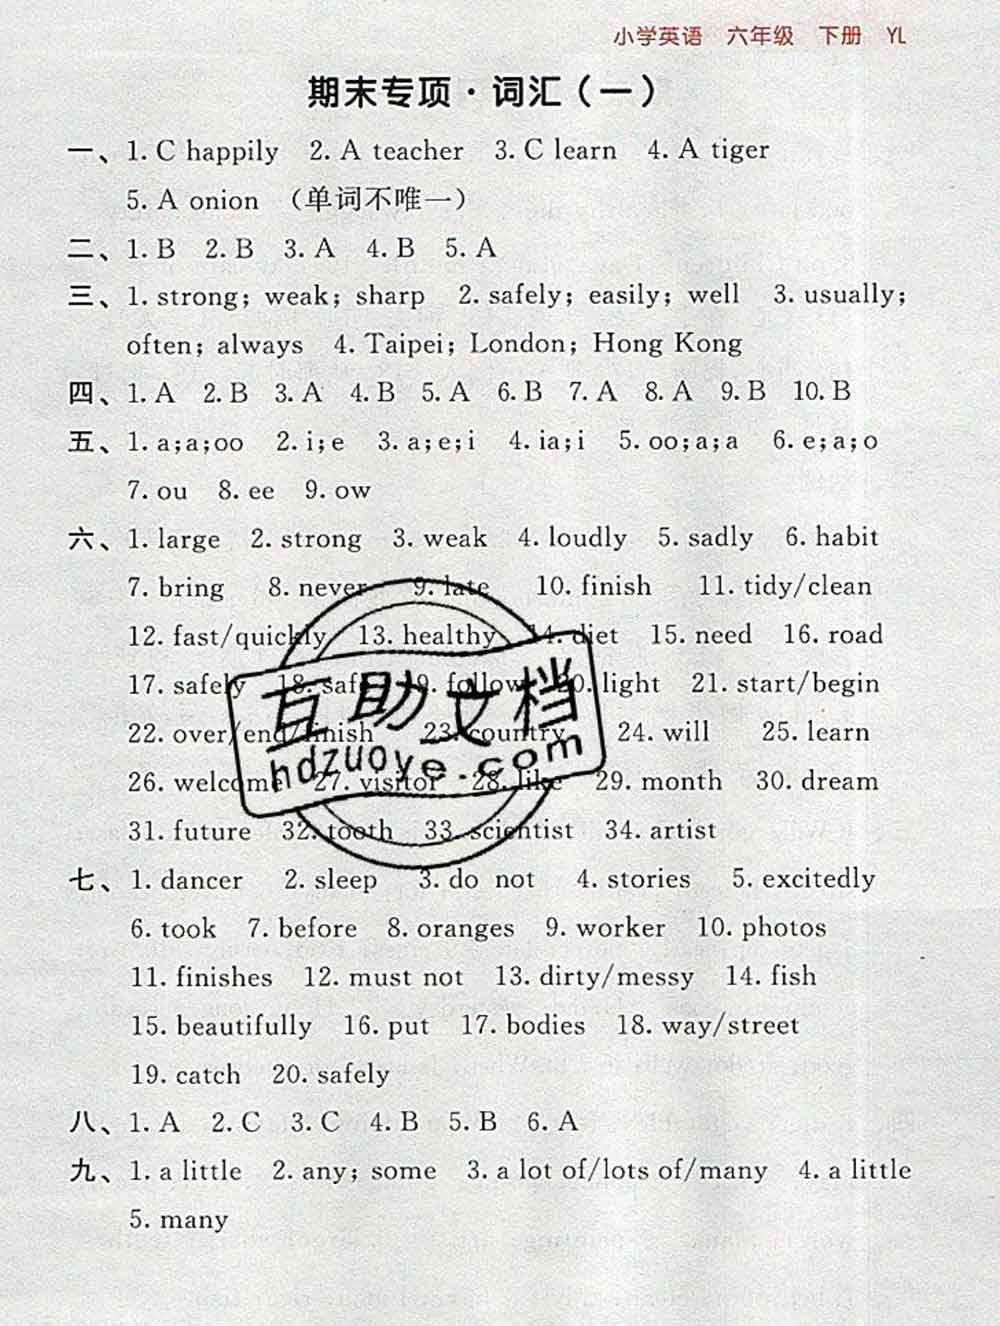 小学英语 六年级 下册 YL
期末专项·词汇(一)
一、1. C happily 2. A teacher 3. C learn 4. A tiger
5. A onion (单词不唯一)
二、1. B 2. B 3. A 4. B 5. A
三、1. strong; weak; sharp 2. safely; easily; well 3. usually;
often; always 4. Taipei; London; Hong Kong
四、1. A 2. B 3. A 4. B 5. A 6. B 7. A 8. A 9. B 10. B
五、1. a;a;oo 2. i;e 3. a;e;i 4. ia;i 5. oo;a;a 6. e;a;o
7. ou 8. ee 9. ow
六、1. large 2. strong 3. weak 4. loudly 5. sadly 6. habit
7. bring 8. never 9. late 10. finish 11. tidy/clean
12. fast/quickly 13. healthy 14. diet 15. need 16. road
17. safely 18. 19. follow 20. light 21. start/begin
22. over/end/finish 23. country 24. will 25. learn
26. welcome 27. visitor 28. like 29. month 30. dream
31. future 32. tooth 33. scientist 34. artist
七、1. dancer 2. sleep 3. do not 4. stories 5. excitedly
6. took 7. before 8. oranges 9. worker 10. photos
11. finishes 12. must not 13. dirty/messy 14. fish
15. beautifully 16. put 17. bodies 18. way/street
19. catch 20. safely
八、1. A 2. C 3. C 4. B 5. B 6. A
九、1. a little 2. any; some 3. a lot of/lots of/many 4. a little
5. many
互助文档
hdzuoye.com